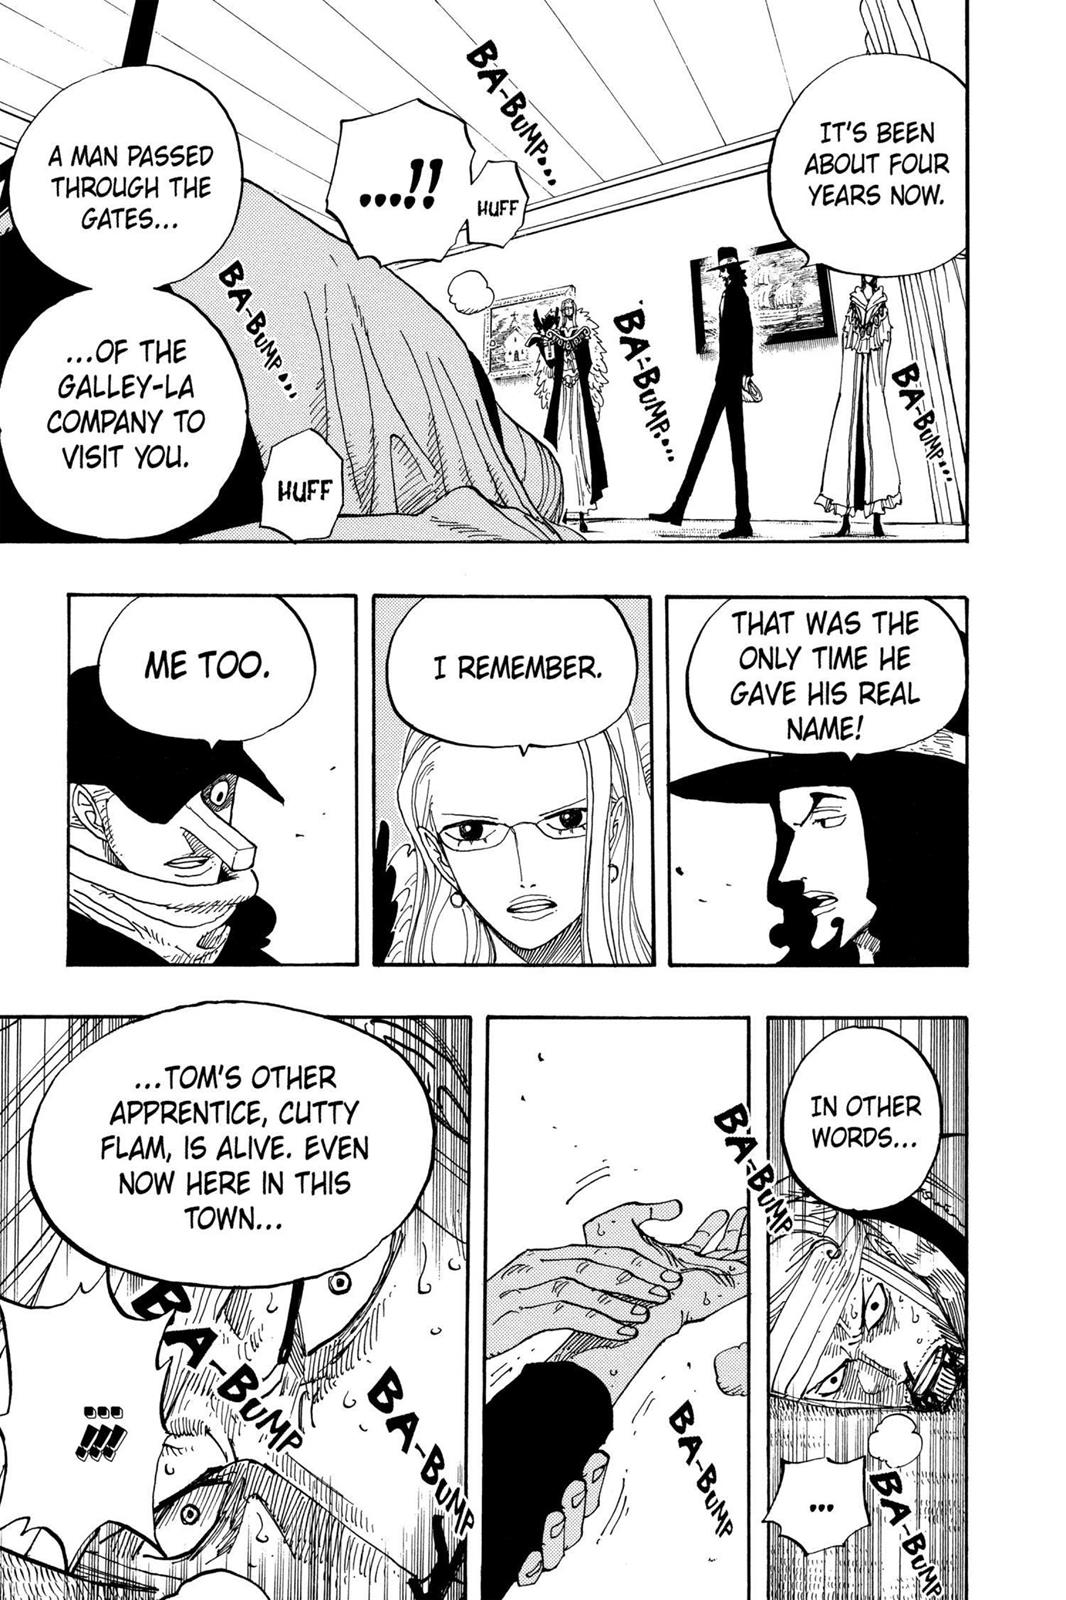 IT'S BEEN
ABOUT FOUR
YEARS NOW.
BA-BUMP...
...!!
HUFF
A MAN PASSED
THROUGH THE
GATES...
BA-BUMP...
BA-BUMP...
BA-BUMP...
...OF THE
GALLEY-LA
COMPANY TO
VISIT YOU.
HUFF
THAT WAS THE
ONLY TIME HE
GAVE HIS REAL
NAME!
I REMEMBER.
ME TOO.
IN OTHER
WORDS...
BA-BUMP
...
BA-BUMP
BA-BUMP
...TOM'S OTHER
APPRENTICE, CUTTY
FLAM, IS ALIVE. EVEN
NOW HERE IN THIS
TOWN...
BA-BUMP
BA-BUMP
...!!!